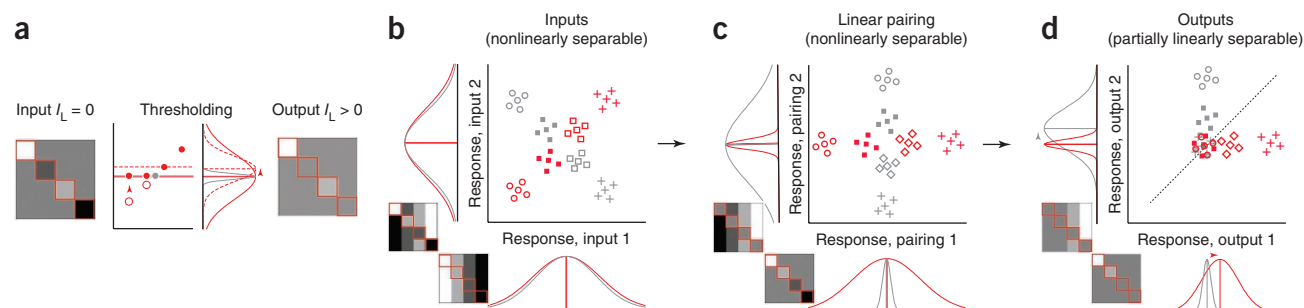 a
Input I_L = 0
Thresholding
Output I_L > 0
b
Inputs
(nonlinearly separable)
Response, input 2
Response, input 1
c
Linear pairing
(nonlinearly separable)
Response, pairing 2
Response, pairing 1
d
Outputs
(partially linearly separable)
Response, output 2
Response, output 1